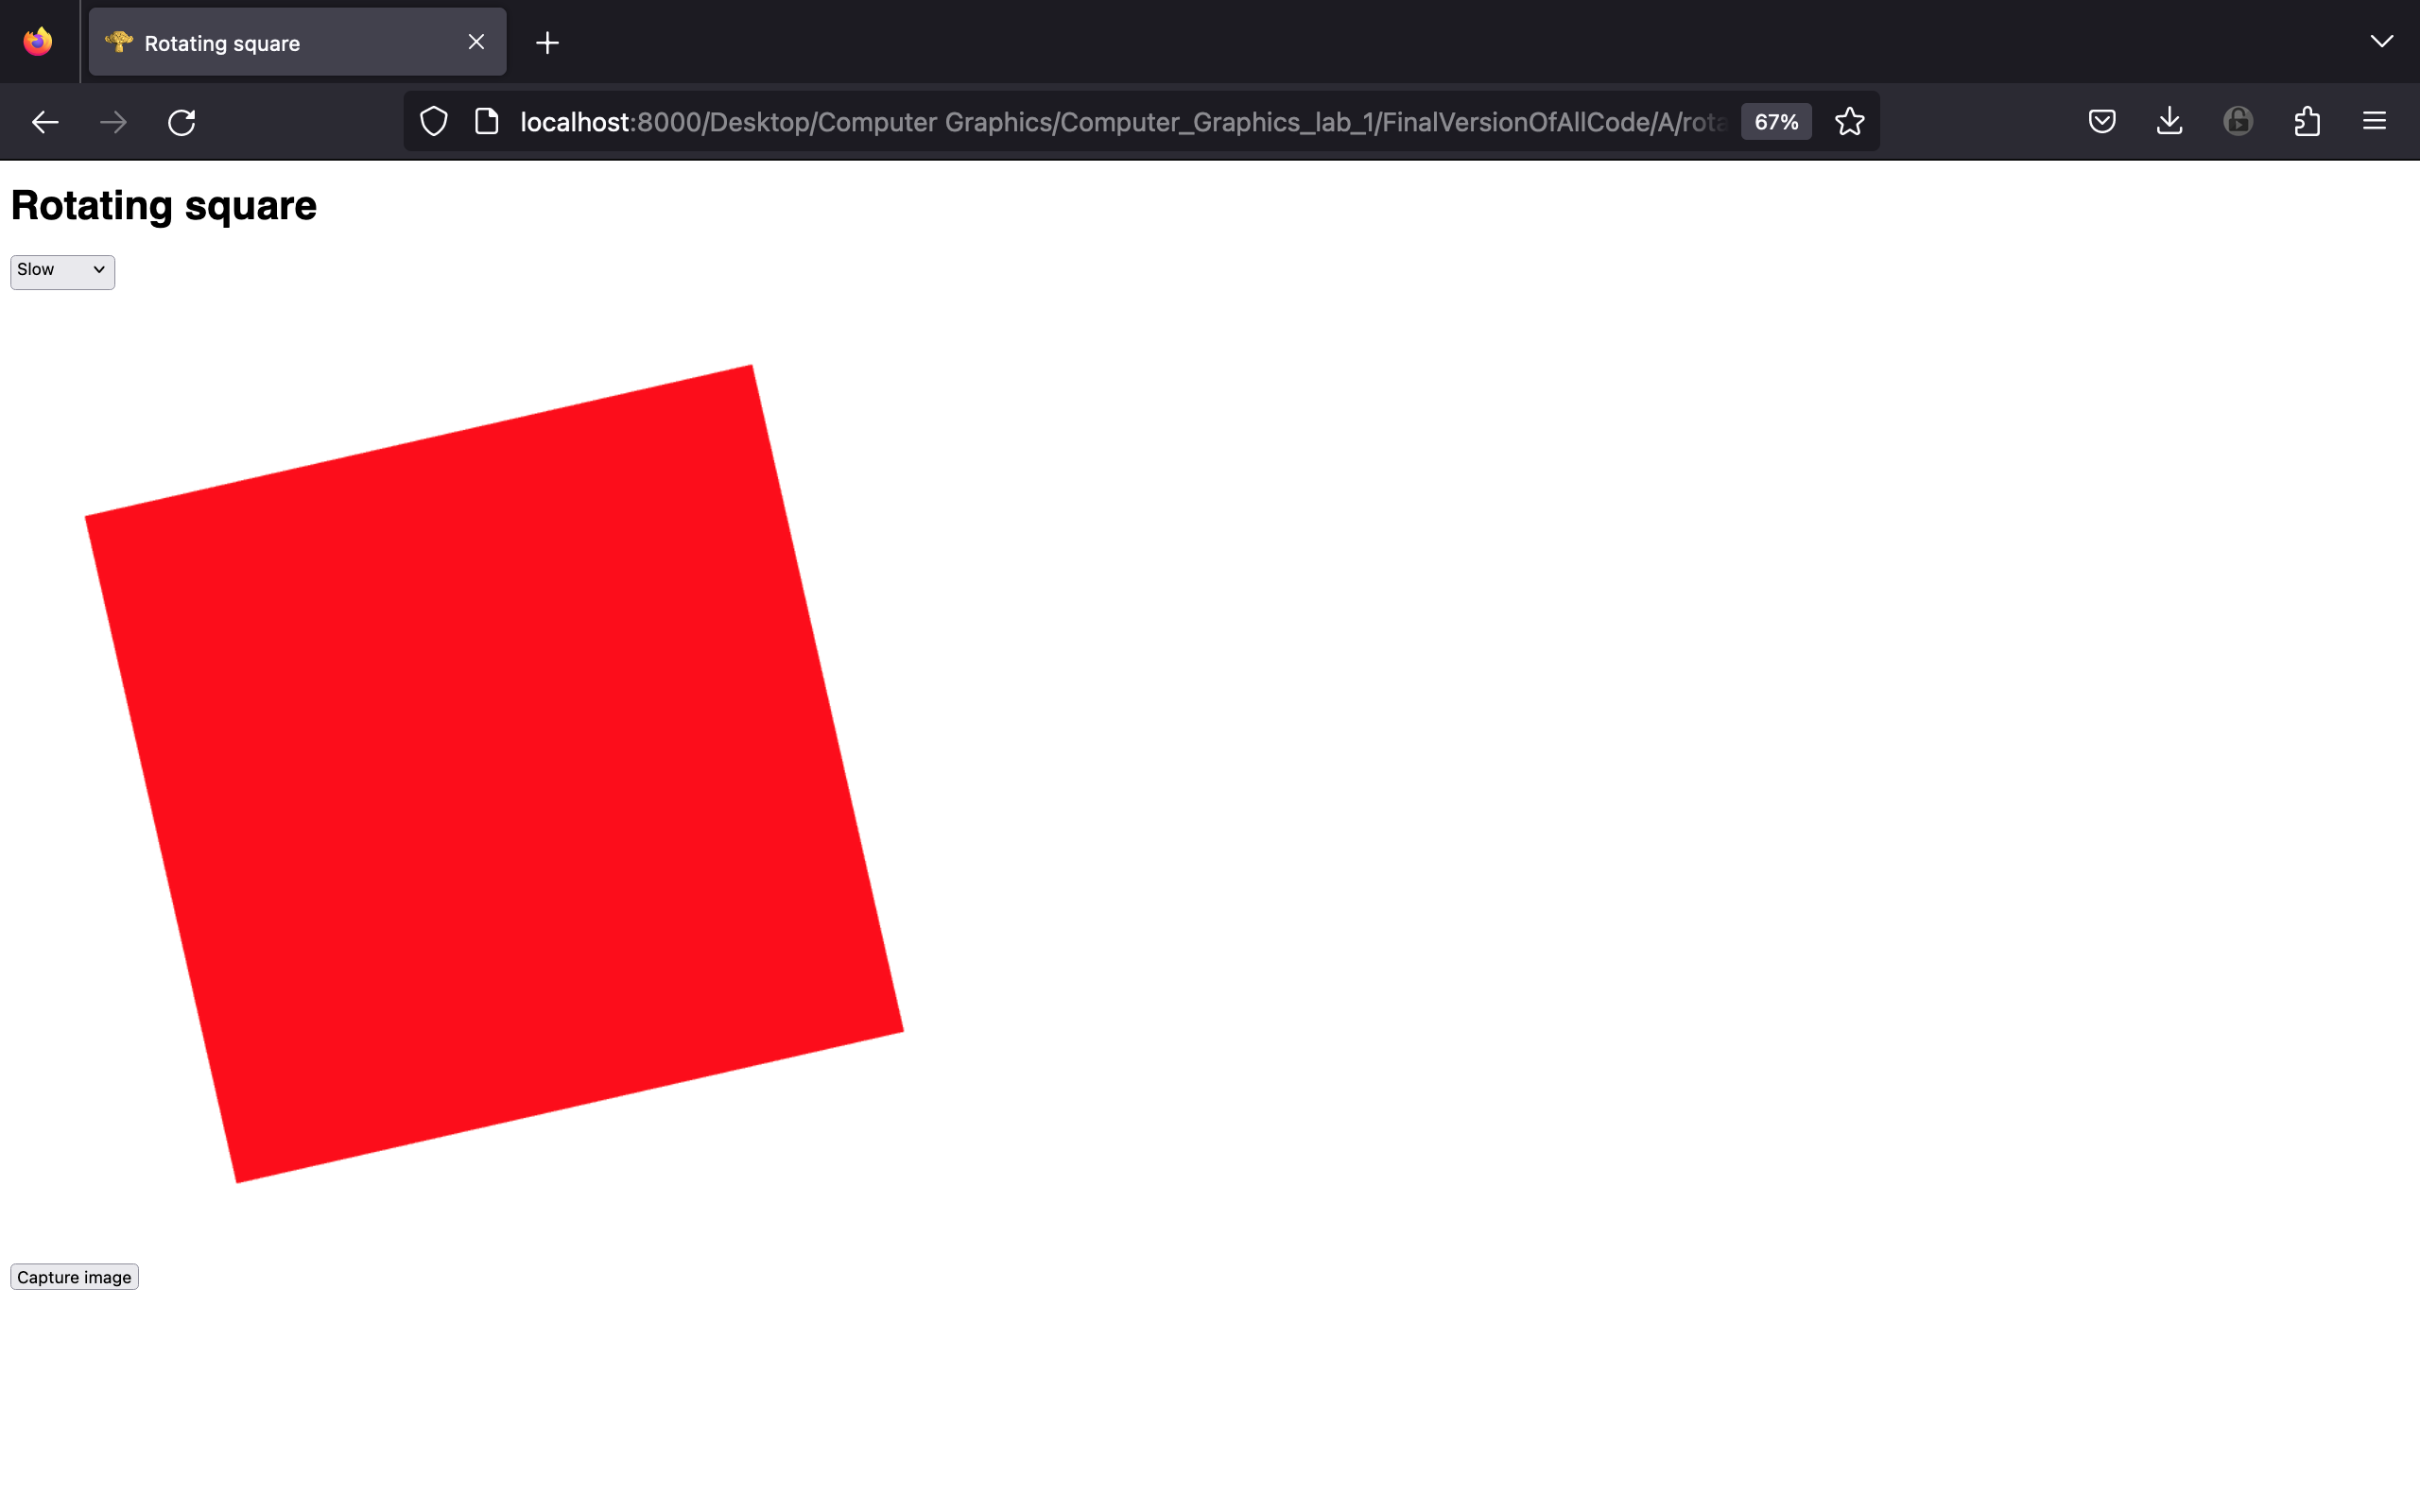 Rotating square
localhost:8000/Desktop/Computer Graphics/Computer_Graphics_lab_1/FinalVersionOfAllCode/A/rota
67%
Rotating square
Slow
Capture image